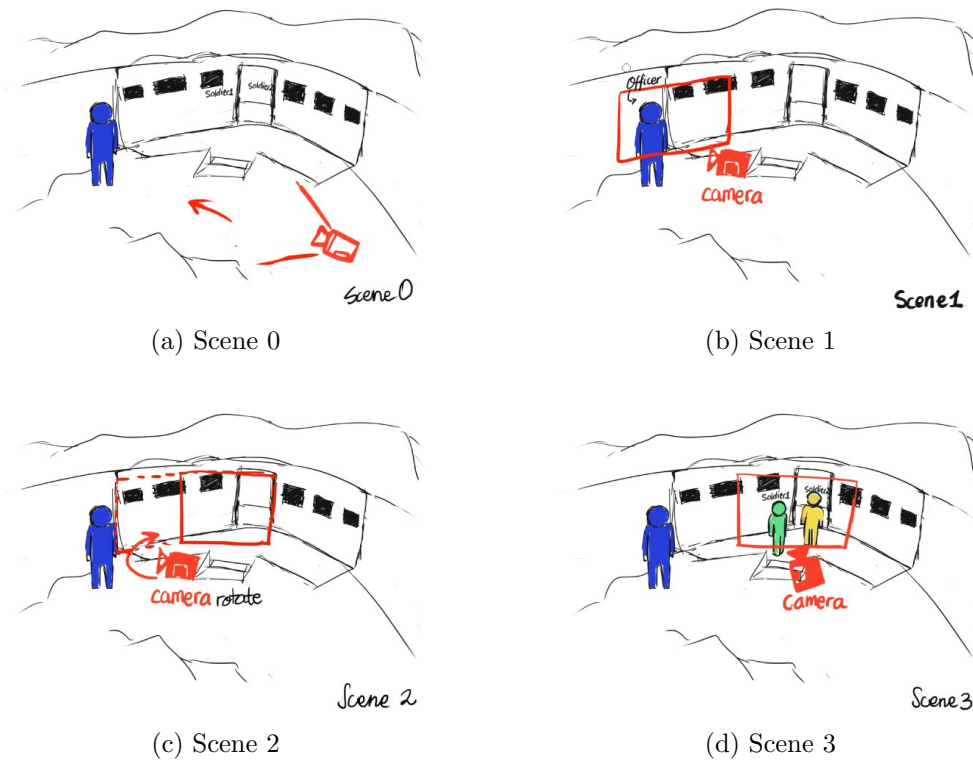 Soldier1 Soldier2
Scene 0
(a) Scene 0
Officer
camera
Scene1
(b) Scene 1
camera rotate
Scene 2
(c) Scene 2
Soldier1 Soldier2
Camera
Scene3
(d) Scene 3